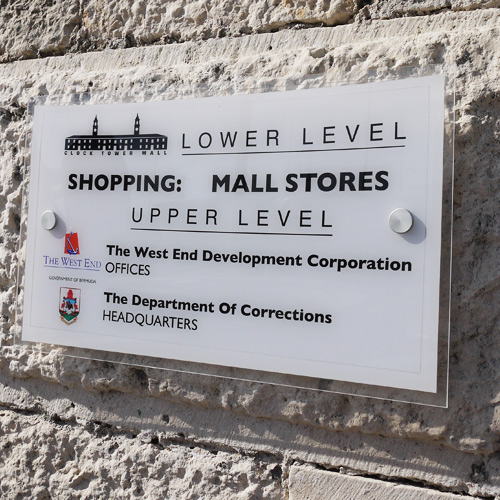 CLOCK TOWER MALL
LOWER LEVEL
SHOPPING: MALL STORES
UPPER LEVEL
THE WEST END
The West End Development Corporation
OFFICES
GOVERNMENT OF BERMUDA
The Department Of Corrections
HEADQUARTERS